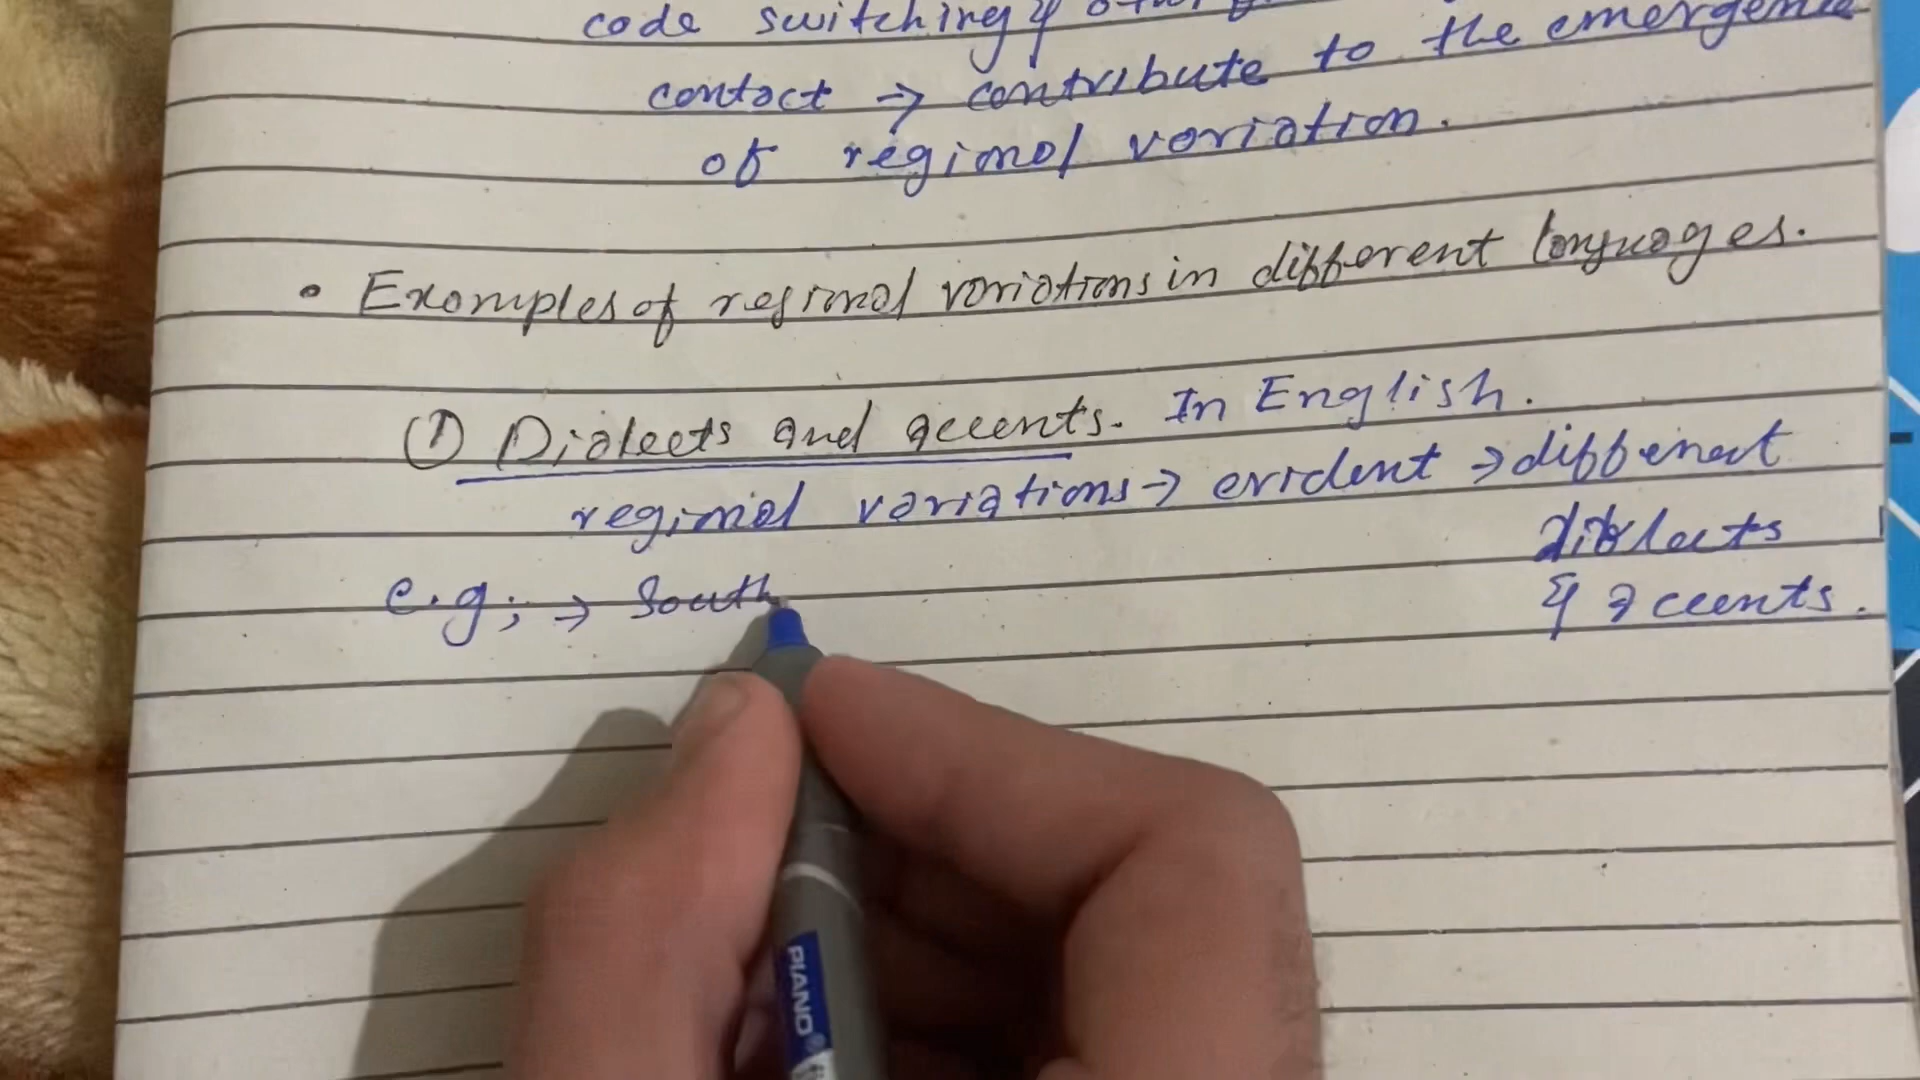 code switching &
contact → contribute to the emergence
of regional variation.
• Examples of regional variations in different languages.
① Dialects and accents. In English.
regional variations → evident → different
dialects
& accents.
e.g; → South
PIANO